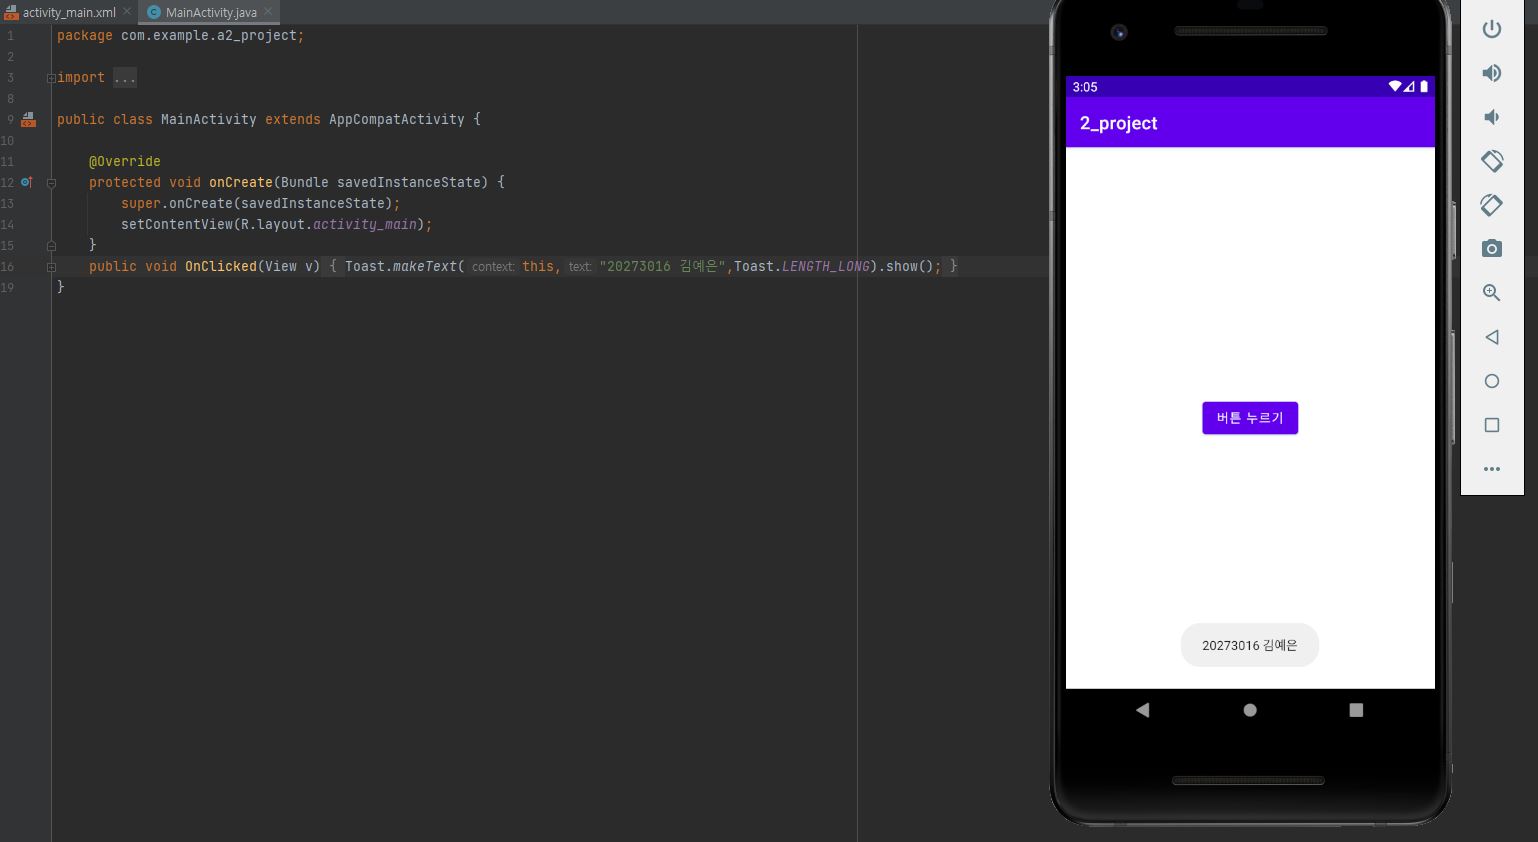 activity_main.xml
MainActivity.java
1 package com.example.a2_project;
2
3 import ...
8
9 public class MainActivity extends AppCompatActivity {
10
11 @Override
12 protected void onCreate(Bundle savedInstanceState) {
13 super.onCreate(savedInstanceState);
14 setContentView(R.layout.activity_main);
15 }
16 public void OnClicked(View v) { Toast.makeText( context: this, text: "20273016 김예은",Toast.LENGTH_LONG).show(); }
19 }
3:05
2_project
버튼 누르기
20273016 김예은